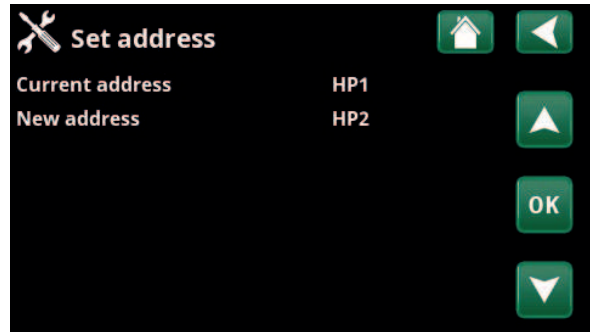 Set address
Current address HP1
New address HP2
OK